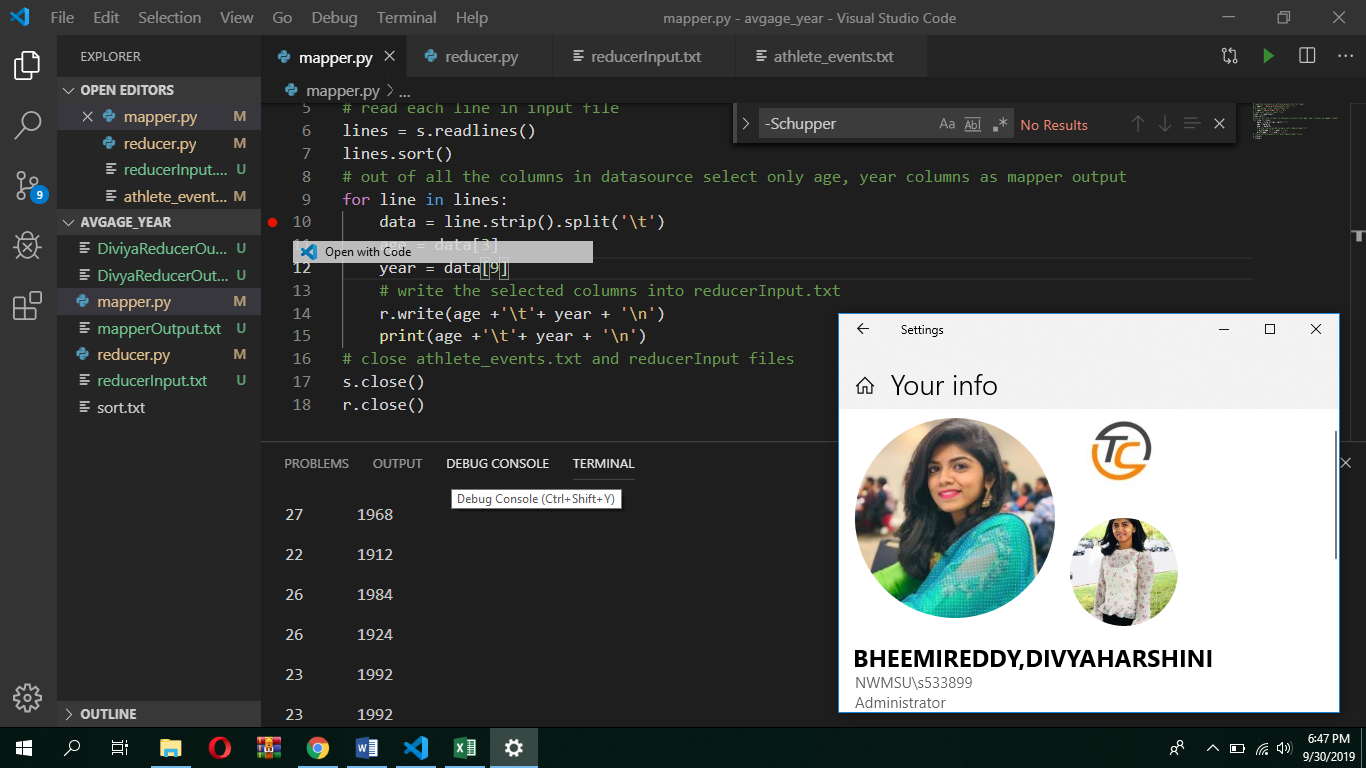 File Edit Selection View Go Debug Terminal Help
mapper.py - avgage_year - Visual Studio Code
EXPLORER
OPEN EDITORS
mapper.py M
reducer.py M
reducerInput.... U
athlete_event... M
AVGAGE_YEAR
DiviyaReducerOu... U
DivyaReducerOut... U
mapper.py M
mapperOutput.txt U
reducer.py M
reducerInput.txt U
sort.txt
OUTLINE
9
mapper.py
reducer.py
reducerInput.txt
athlete_events.txt
mapper.py > ...
-Schupper Aa Abl .* No Results
5 # read each line in input file
6 lines = s.readlines()
7 lines.sort()
8 # out of all the columns in datasource select only age, year columns as mapper output
9 for line in lines:
10 data = line.strip().split('\t')
11 age = data[3]
Open with Code
12 year = data[9]
13 # write the selected columns into reducerInput.txt
14 r.write(age +'\t'+ year + '\n')
15 print(age +'\t'+ year + '\n')
16 # close athlete_events.txt and reducerInput files
17 s.close()
18 r.close()
PROBLEMS OUTPUT DEBUG CONSOLE TERMINAL
Debug Console (Ctrl+Shift+Y)
27 1968
22 1912
26 1984
26 1924
23 1992
23 1992
Settings
Your info
TC
BHEEMIREDDY,DIVYAHARSHINI
NWMSU\s533899
Administrator
6:47 PM
9/30/2019